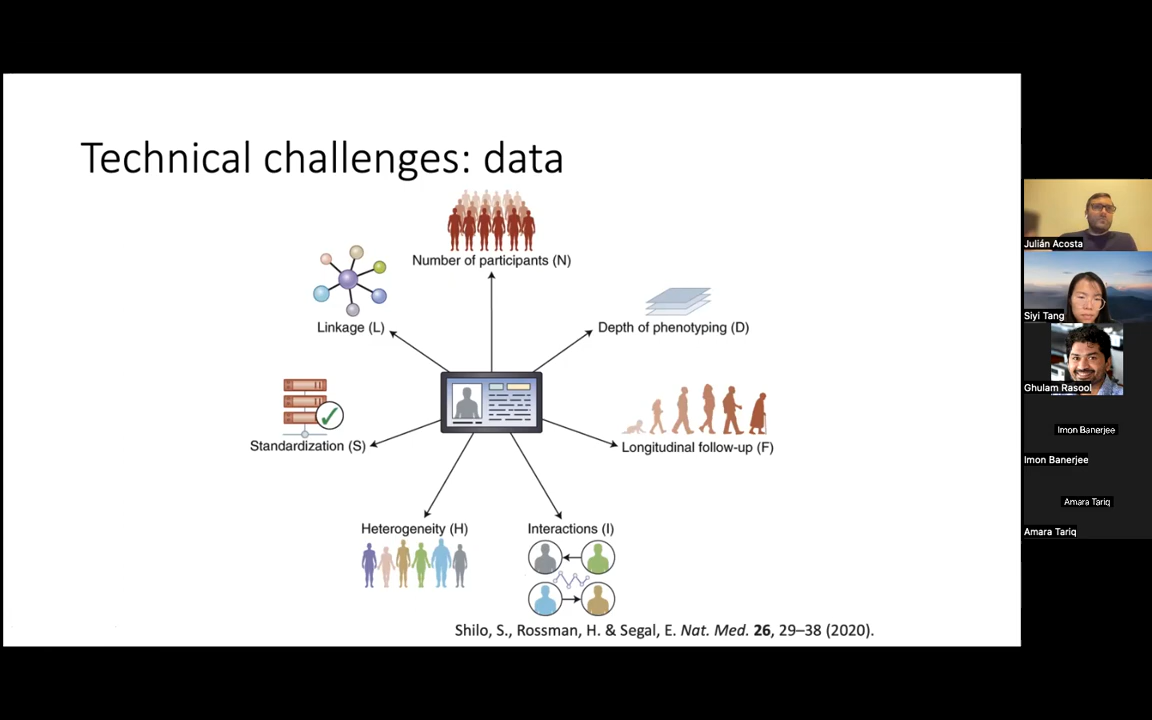 Technical challenges: data
Number of participants (N)
Linkage (L)
Depth of phenotyping (D)
Standardization (S)
Longitudinal follow-up (F)
Heterogeneity (H)
Interactions (I)
Shilo, S., Rossman, H. & Segal, E. Nat. Med. 26, 29–38 (2020).
Julián Acosta
Siyi Tang
Ghulam Rasool
Imon Banerjee
Imon Banerjee
Amara Tariq
Amara Tariq